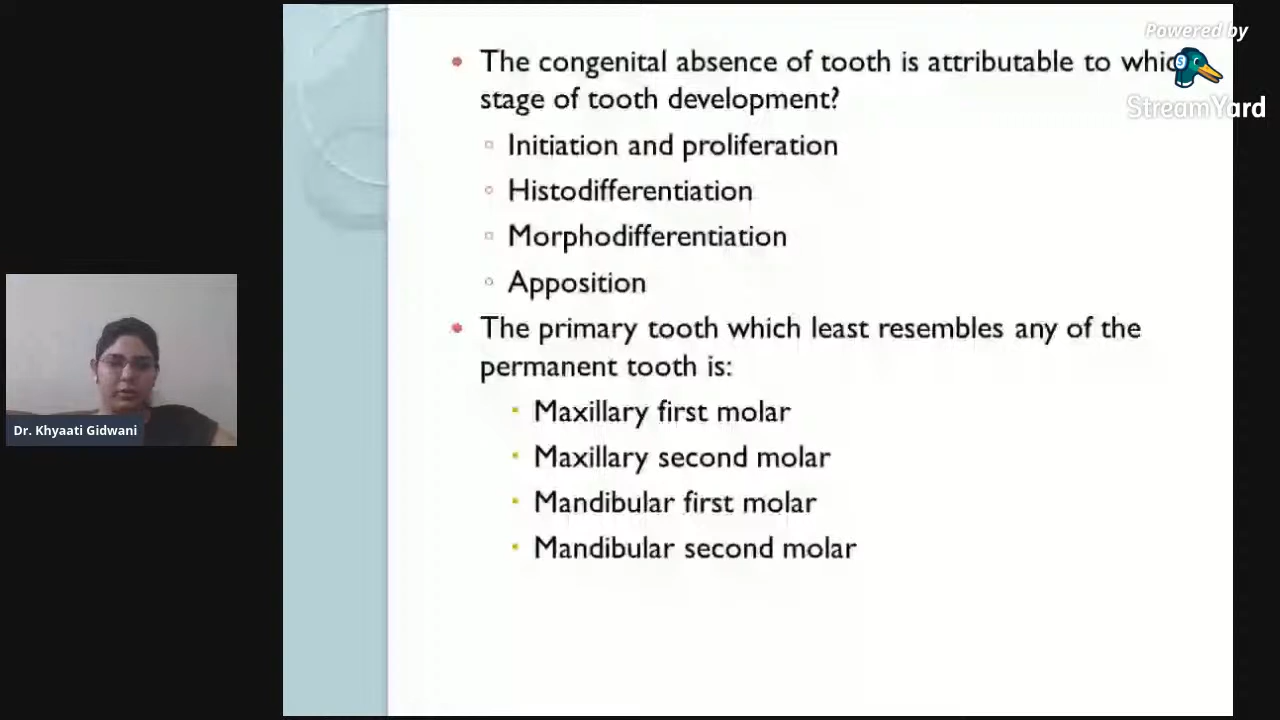 The congenital absence of tooth is attributable to
stage of tooth development?
Initiation and proliferation
Histodifferentiation
Morphodifferentiation
Apposition
The primary tooth which least resembles any of the
permanent tooth is:
Maxillary first molar
Maxillary second molar
Mandibular first molar
Mandibular second molar
Powered by
StreamYard
Dr. Khyaati Gidwani